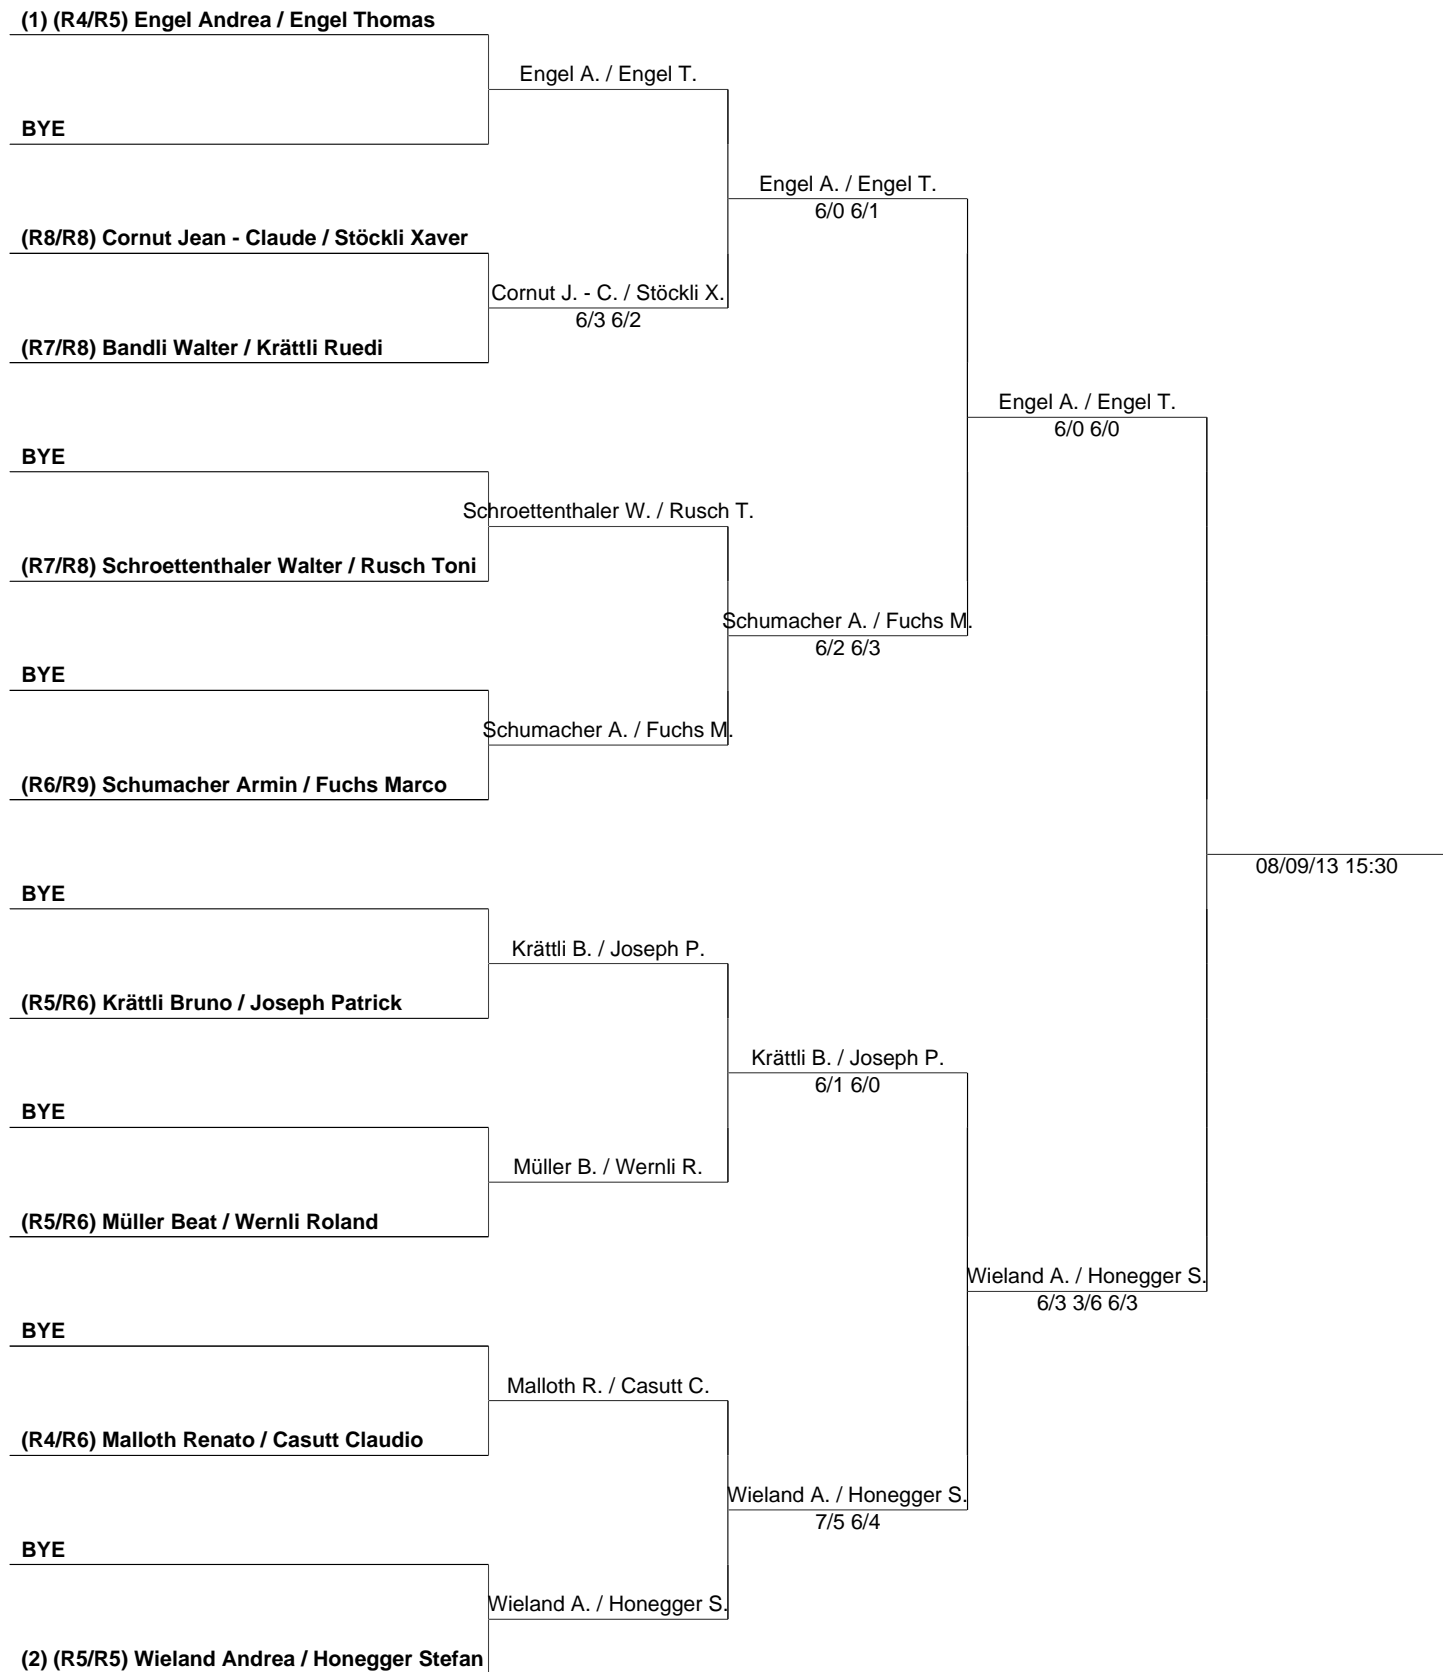 (1) (R4/R5) Engel Andrea / Engel Thomas
Engel A. / Engel T.
BYE
Engel A. / Engel T.
6/0 6/1
(R8/R8) Cornut Jean - Claude / Stöckli Xaver
Cornut J. - C. / Stöckli X.
6/3 6/2
(R7/R8) Bandli Walter / Krättli Ruedi
Engel A. / Engel T.
6/0 6/0
BYE
Schroettenthaler W. / Rusch T.
(R7/R8) Schroettenthaler Walter / Rusch Toni
Schumacher A. / Fuchs M.
6/2 6/3
BYE
Schumacher A. / Fuchs M.
(R6/R9) Schumacher Armin / Fuchs Marco
08/09/13 15:30
BYE
Krättli B. / Joseph P.
(R5/R6) Krättli Bruno / Joseph Patrick
Krättli B. / Joseph P.
6/1 6/0
BYE
Müller B. / Wernli R.
(R5/R6) Müller Beat / Wernli Roland
Wieland A. / Honegger S.
6/3 3/6 6/3
BYE
Malloth R. / Casutt C.
(R4/R6) Malloth Renato / Casutt Claudio
Wieland A. / Honegger S.
7/5 6/4
BYE
Wieland A. / Honegger S.
(2) (R5/R5) Wieland Andrea / Honegger Stefan